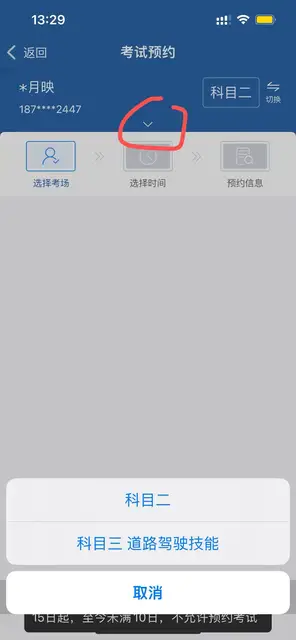 13:29
返回
考试预约
*月映
187****2447
科目二
切换
选择考场
选择时间
预约信息
科目二
科目三 道路驾驶技能
取消
15日起，至今未满10日，不允许预约考试